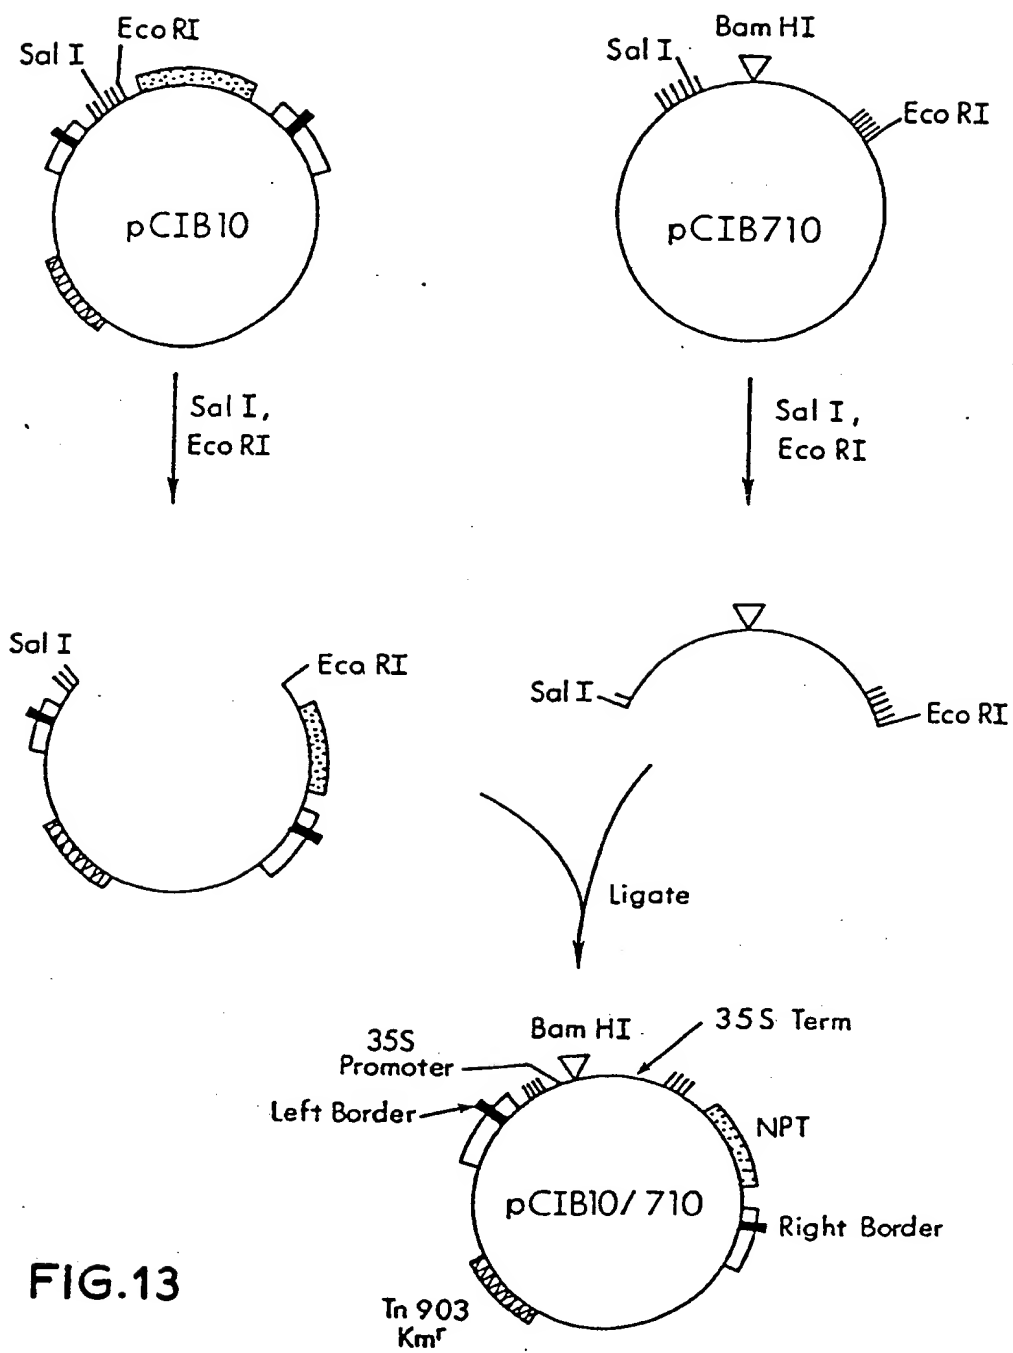 Eco RI
Sal I
pCIB10
Bam HI
Sal I
Eco RI
pCIB710
Sal I,
Eco RI
Sal I,
Eco RI
Sal I
Eca RI
Sal I
Eco RI
Ligate
35S
Promoter
Bam HI
35S Term
Left Border
NPT
pCIB10/710
Right Border
Tn 903
Kmʳ
FIG.13